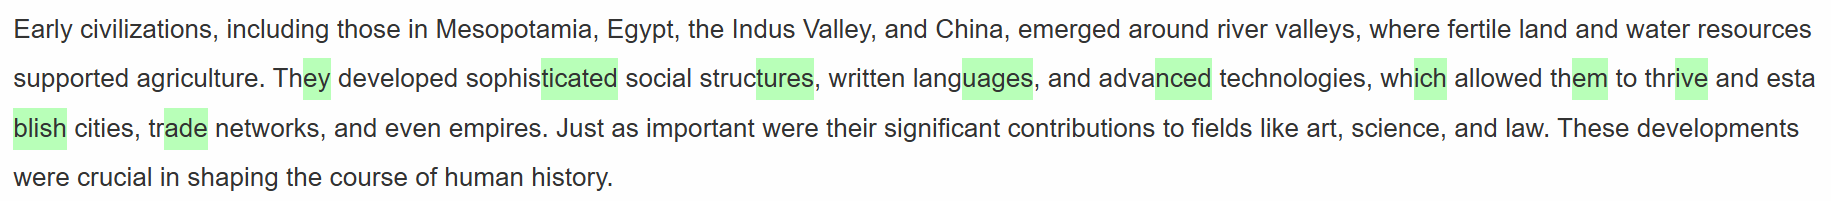 Early civilizations, including those in Mesopotamia, Egypt, the Indus Valley, and China, emerged around river valleys, where fertile land and water resources
supported agriculture. They developed sophisticated social structures, written languages, and advanced technologies, which allowed them to thrive and esta
blish cities, trade networks, and even empires. Just as important were their significant contributions to fields like art, science, and law. These developments
were crucial in shaping the course of human history.